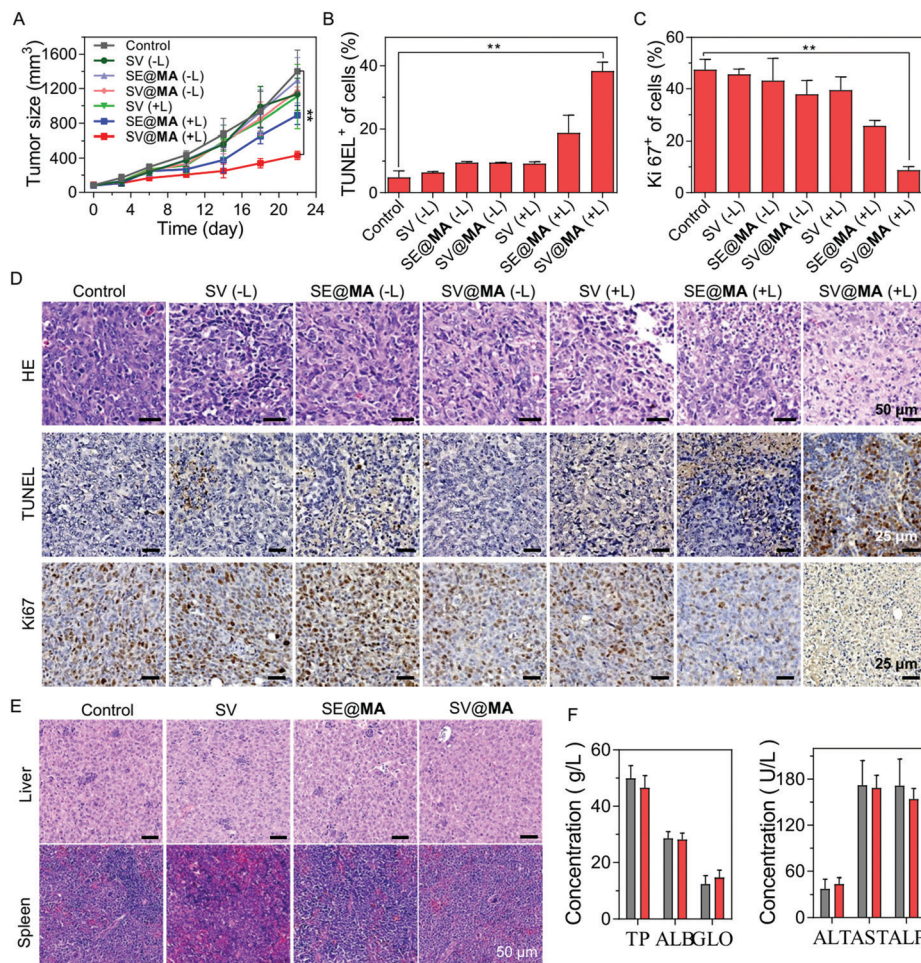 A
Tumor size (mm3)
1600
1200
800
400
0
0 4 8 12 16 20 24
Time (day)
Control
SV (-L)
SE@MA (-L)
SV@MA (-L)
SV (+L)
SE@MA (+L)
SV@MA (+L)
**
B
TUNEL+ of cells (%)
40
20
0
**
Control
SV (-L)
SE@MA (-L)
SV@MA (-L)
SV (+L)
SE@MA (+L)
SV@MA (+L)
C
Ki 67+ of cells (%)
60
40
20
0
**
Control
SV (-L)
SE@MA (-L)
SV@MA (-L)
SV (+L)
SE@MA (+L)
SV@MA (+L)
D
Control SV (-L) SE@MA (-L) SV@MA (-L) SV (+L) SE@MA (+L) SV@MA (+L)
HE
50 µm
TUNEL
25 µm
Ki67
25 µm
E
Control SV SE@MA SV@MA
Liver
Spleen
50 µm
F
Concentration ( g/L)
60
40
20
0
TP ALB GLO
Concentration ( U/L)
180
120
60
0
ALT AST ALP